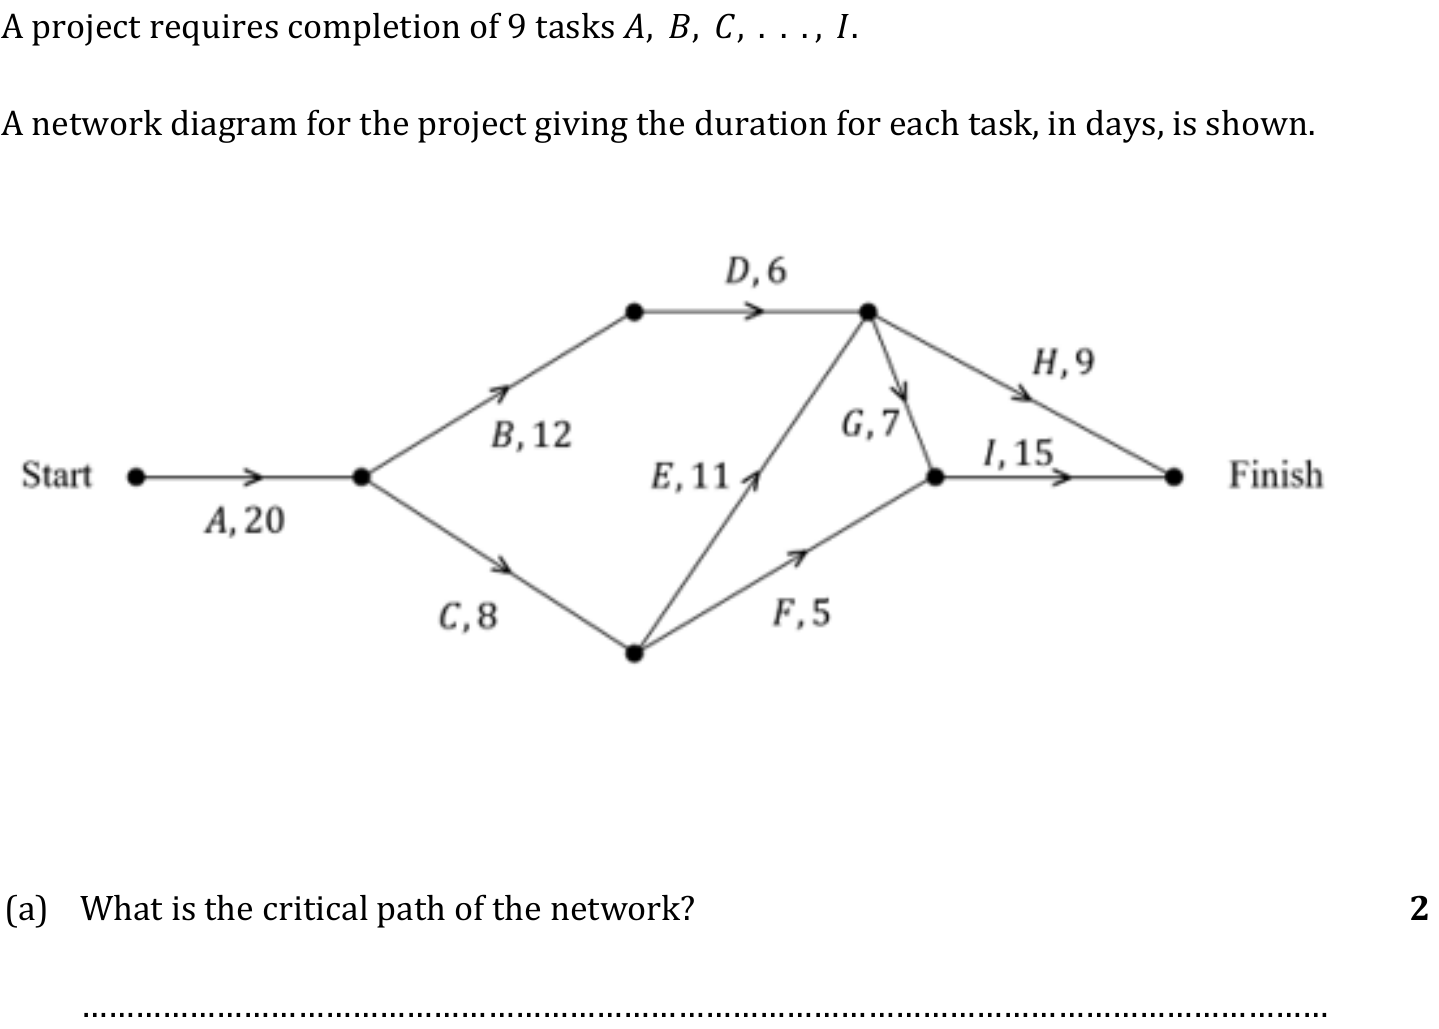 A project requires completion of 9 tasks A, B, C, . . ., I.
A network diagram for the project giving the duration for each task, in days, is shown.
D, 6
H, 9
B, 12
G, 7
I, 15
Start
E, 11
Finish
A, 20
C, 8
F, 5
(a) What is the critical path of the network? 2